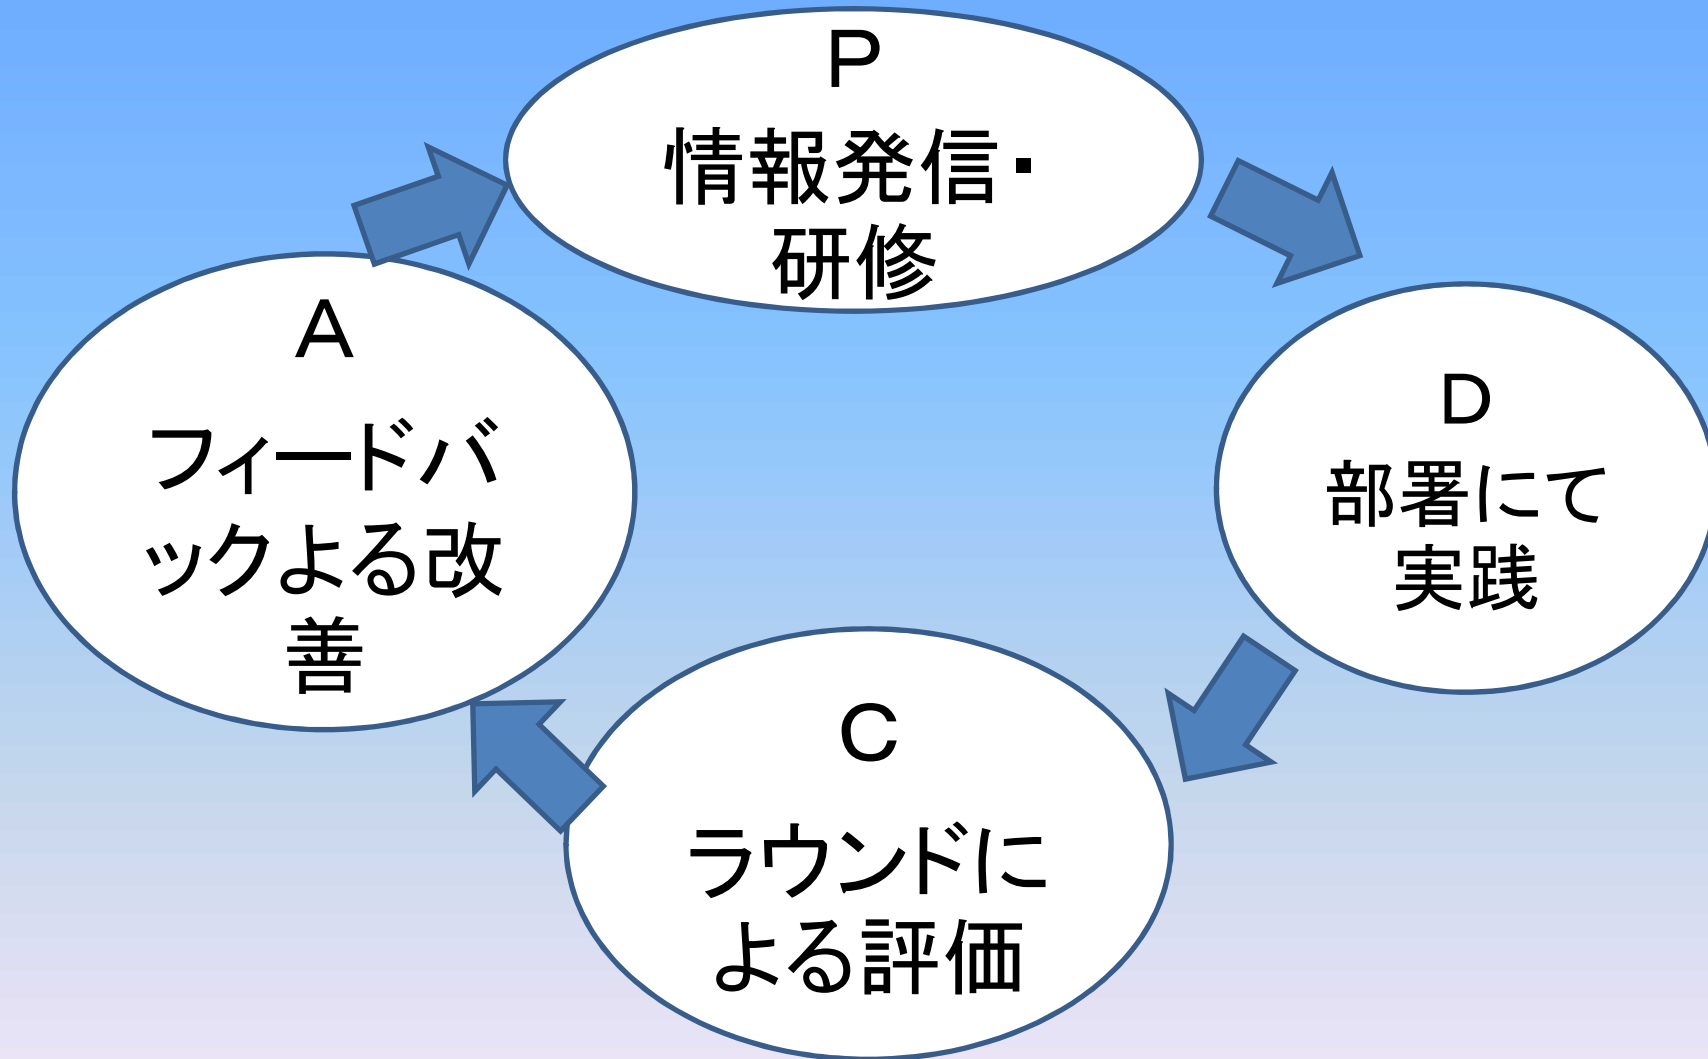 P
情報発信・
研修
D
部署にて
実践
C
ラウンドに
よる評価
A
フィードバ
ックよる改
善